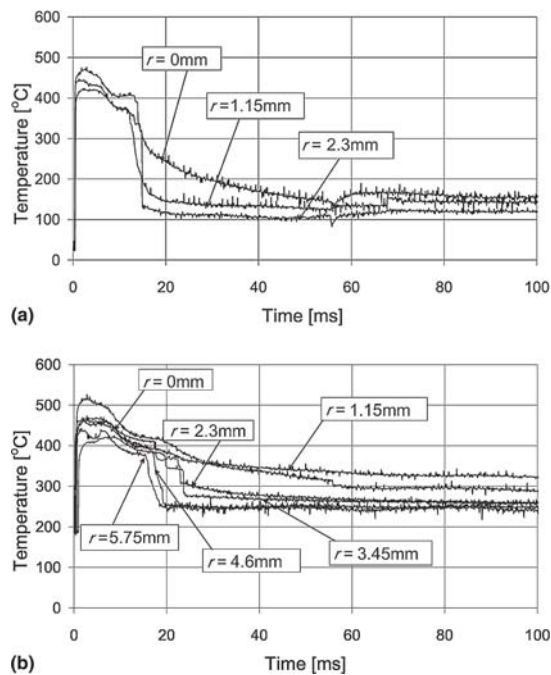 600
500
400
300
200
100
0
Temperature [°C]
r = 0mm
r =1.15mm
r = 2.3mm
0 20 40 60 80 100
Time [ms]
(a)
600
500
400
300
200
100
0
Temperature [°C]
r = 0mm
r = 1.15mm
r = 2.3mm
r = 5.75mm
r = 4.6mm
r = 3.45mm
0 20 40 60 80 100
Time [ms]
(b)